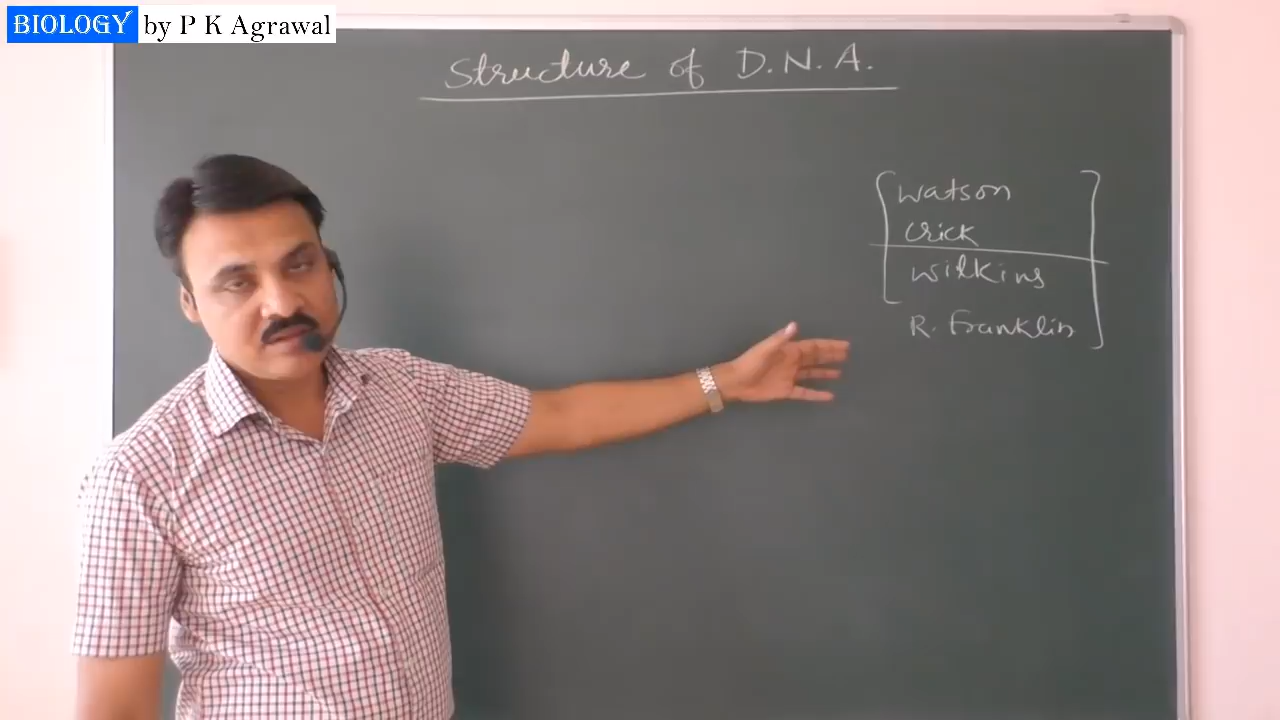 BIOLOGY by P K Agrawal
Structure of D.N.A.
Watson
Crick
Wilkins
R. Franklin